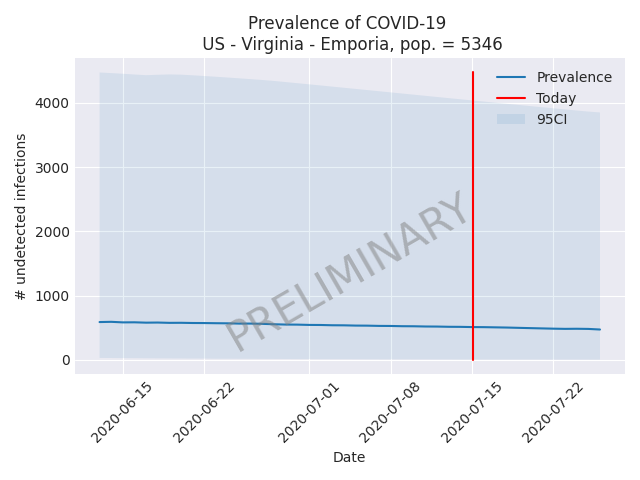 Prevalence of COVID-19
US - Virginia - Emporia, pop. = 5346
Prevalence
Today
95CI
4000
3000
2000
1000
0
# undetected infections
PRELIMINARY
2020-06-15
2020-06-22
2020-07-01
2020-07-08
2020-07-15
2020-07-22
Date